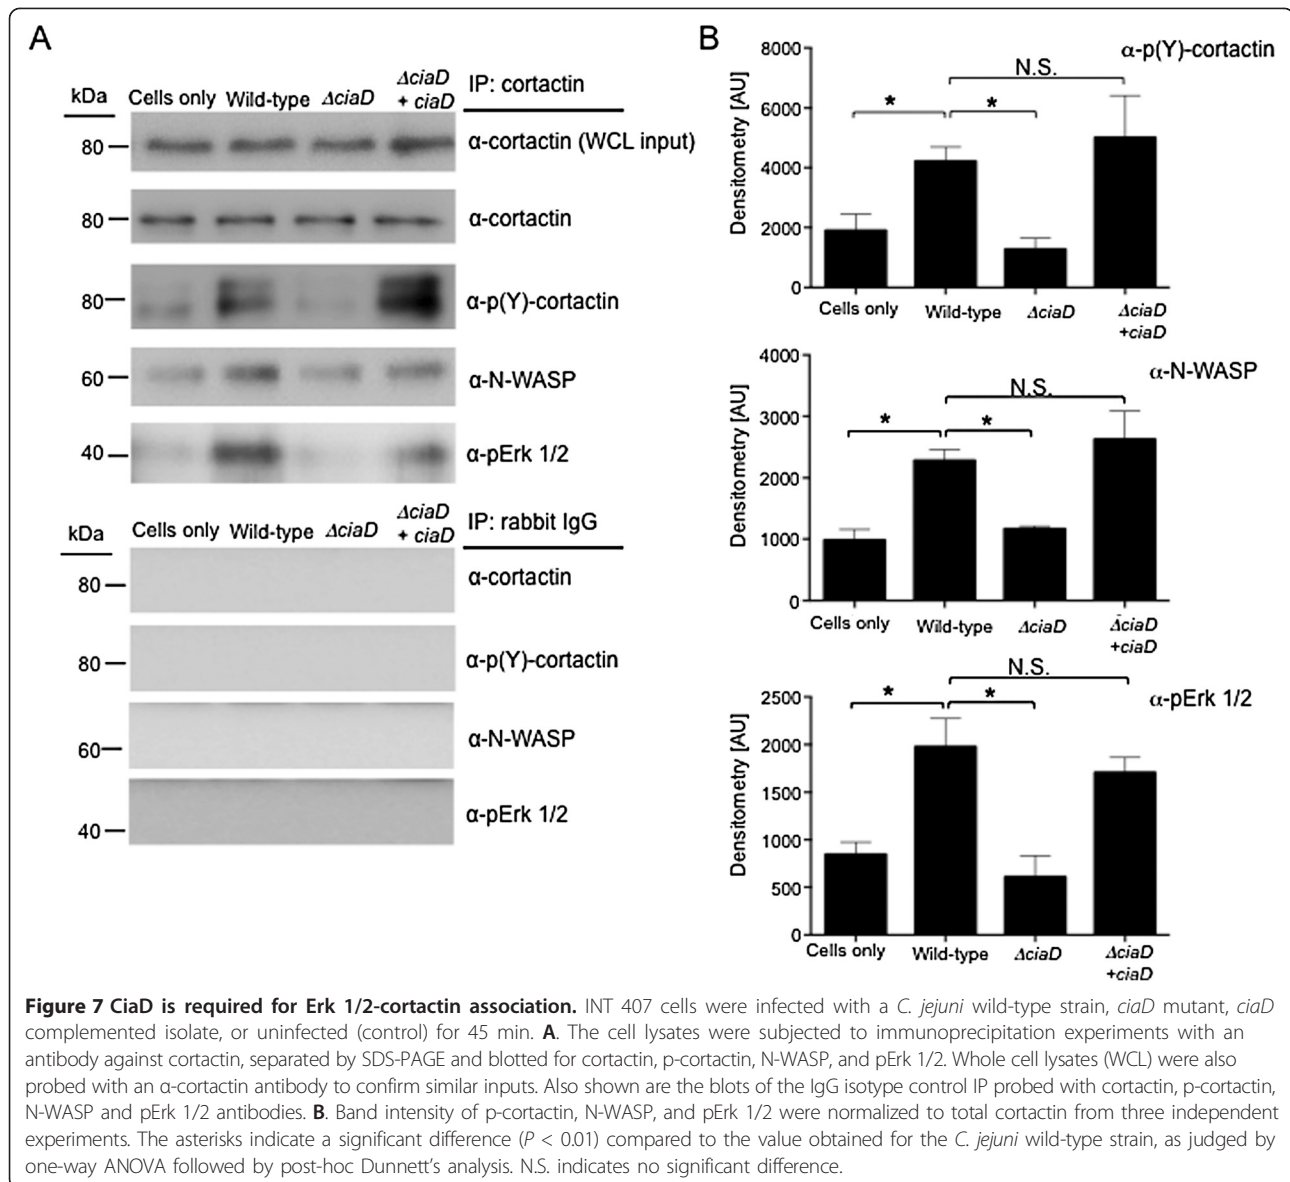 A
kDa
Cells only Wild-type ΔciaD ΔciaD + ciaD
IP: cortactin
80
α-cortactin (WCL input)
80
α-cortactin
80
α-p(Y)-cortactin
60
α-N-WASP
40
α-pErk 1/2
kDa
Cells only Wild-type ΔciaD ΔciaD + ciaD
IP: rabbit IgG
80
α-cortactin
80
α-p(Y)-cortactin
60
α-N-WASP
40
α-pErk 1/2
B
α-p(Y)-cortactin
Densitometry [AU]
8000
6000
4000
2000
0
* * N.S.
Cells only Wild-type ΔciaD ΔciaD +ciaD
α-N-WASP
Densitometry [AU]
4000
3000
2000
1000
0
* * N.S.
Cells only Wild-type ΔciaD ΔciaD +ciaD
α-pErk 1/2
Densitometry [AU]
2500
2000
1500
1000
500
0
* * N.S.
Cells only Wild-type ΔciaD ΔciaD +ciaD
Figure 7 CiaD is required for Erk 1/2-cortactin association. INT 407 cells were infected with a C. jejuni wild-type strain, ciaD mutant, ciaD
complemented isolate, or uninfected (control) for 45 min. A. The cell lysates were subjected to immunoprecipitation experiments with an
antibody against cortactin, separated by SDS-PAGE and blotted for cortactin, p-cortactin, N-WASP, and pErk 1/2. Whole cell lysates (WCL) were also
probed with an α-cortactin antibody to confirm similar inputs. Also shown are the blots of the IgG isotype control IP probed with cortactin, p-cortactin,
N-WASP and pErk 1/2 antibodies. B. Band intensity of p-cortactin, N-WASP, and pErk 1/2 were normalized to total cortactin from three independent
experiments. The asterisks indicate a significant difference (P < 0.01) compared to the value obtained for the C. jejuni wild-type strain, as judged by
one-way ANOVA followed by post-hoc Dunnett's analysis. N.S. indicates no significant difference.